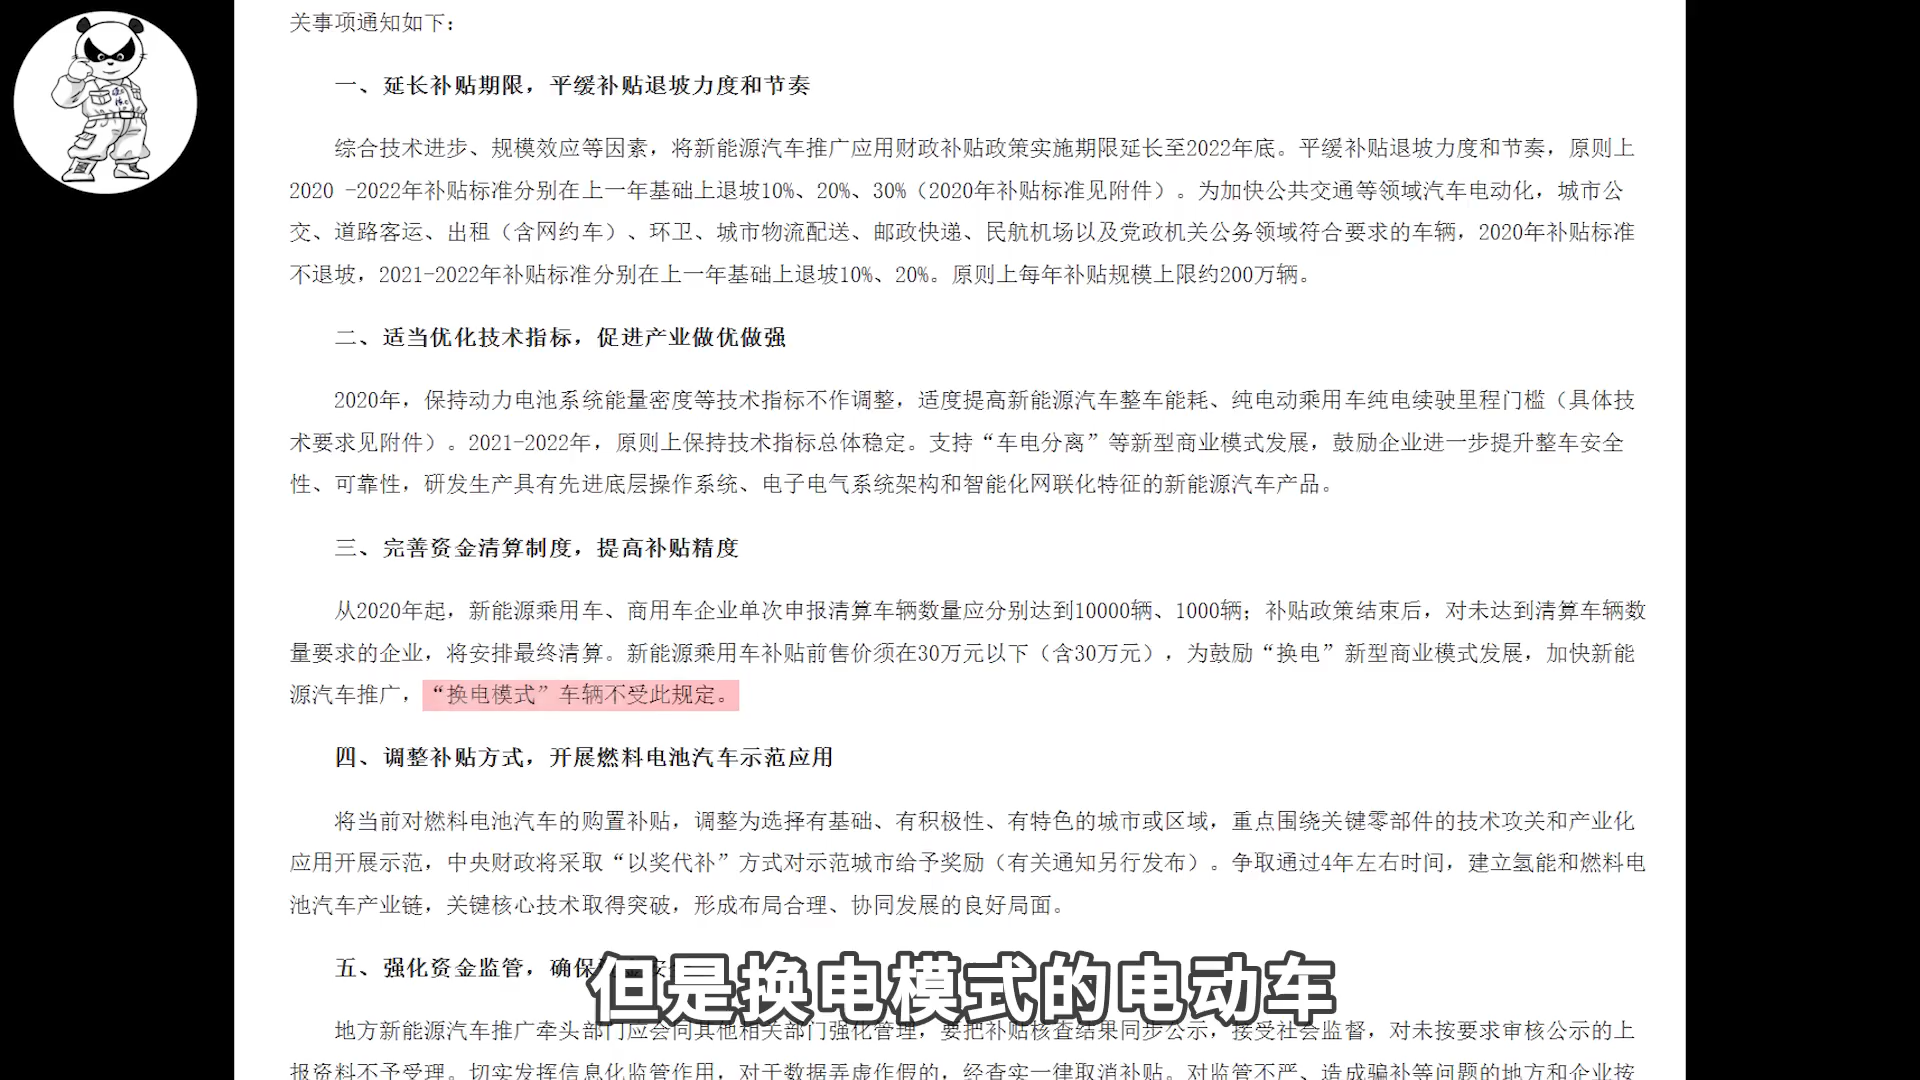 关事项通知如下：
一、延长补贴期限，平缓补贴退坡力度和节奏
综合技术进步、规模效应等因素，将新能源汽车推广应用财政补贴政策实施期限延长至2022年底。平缓补贴退坡力度和节奏，原则上
2020 -2022年补贴标准分别在上一年基础上退坡10%、20%、30%（2020年补贴标准见附件）。为加快公共交通等领域汽车电动化，城市公
交、道路客运、出租（含网约车）、环卫、城市物流配送、邮政快递、民航机场以及党政机关公务领域符合要求的车辆，2020年补贴标准
不退坡，2021-2022年补贴标准分别在上一年基础上退坡10%、20%。原则上每年补贴规模上限约200万辆。
二、适当优化技术指标，促进产业做优做强
2020年，保持动力电池系统能量密度等技术指标不作调整，适度提高新能源汽车整车能耗、纯电动乘用车纯电续驶里程门槛（具体技
术要求见附件）。2021-2022年，原则上保持技术指标总体稳定。支持“车电分离”等新型商业模式发展，鼓励企业进一步提升整车安全
性、可靠性，研发生产具有先进底层操作系统、电子电气系统架构和智能化网联化特征的新能源汽车产品。
三、完善资金清算制度，提高补贴精度
从2020年起，新能源乘用车、商用车企业单次申报清算车辆数量应分别达到10000辆、1000辆；补贴政策结束后，对未达到清算车辆数
量要求的企业，将安排最终清算。新能源乘用车补贴前售价须在30万元以下（含30万元），为鼓励“换电”新型商业模式发展，加快新能
源汽车推广，“换电模式”车辆不受此规定。
四、调整补贴方式，开展燃料电池汽车示范应用
将当前对燃料电池汽车的购置补贴，调整为选择有基础、有积极性、有特色的城市或区域，重点围绕关键零部件的技术攻关和产业化
应用开展示范，中央财政将采取“以奖代补”方式对示范城市给予奖励（有关通知另行发布）。争取通过4年左右时间，建立氢能和燃料电
池汽车产业链，关键核心技术取得突破，形成布局合理、协同发展的良好局面。
五、强化资金监管，确保
但是换电模式的电动车
地方新能源汽车推广牵头部门应会同其他相关部门强化管理，要把补贴核查结果同步公示，接受社会监督，对未按要求审核公示的上
报资料不予受理。切实发挥信息化监管作用，对于数据弄虚作假的，经查实一律取消补贴。对监管不严、造成骗补等问题的地方和企业按